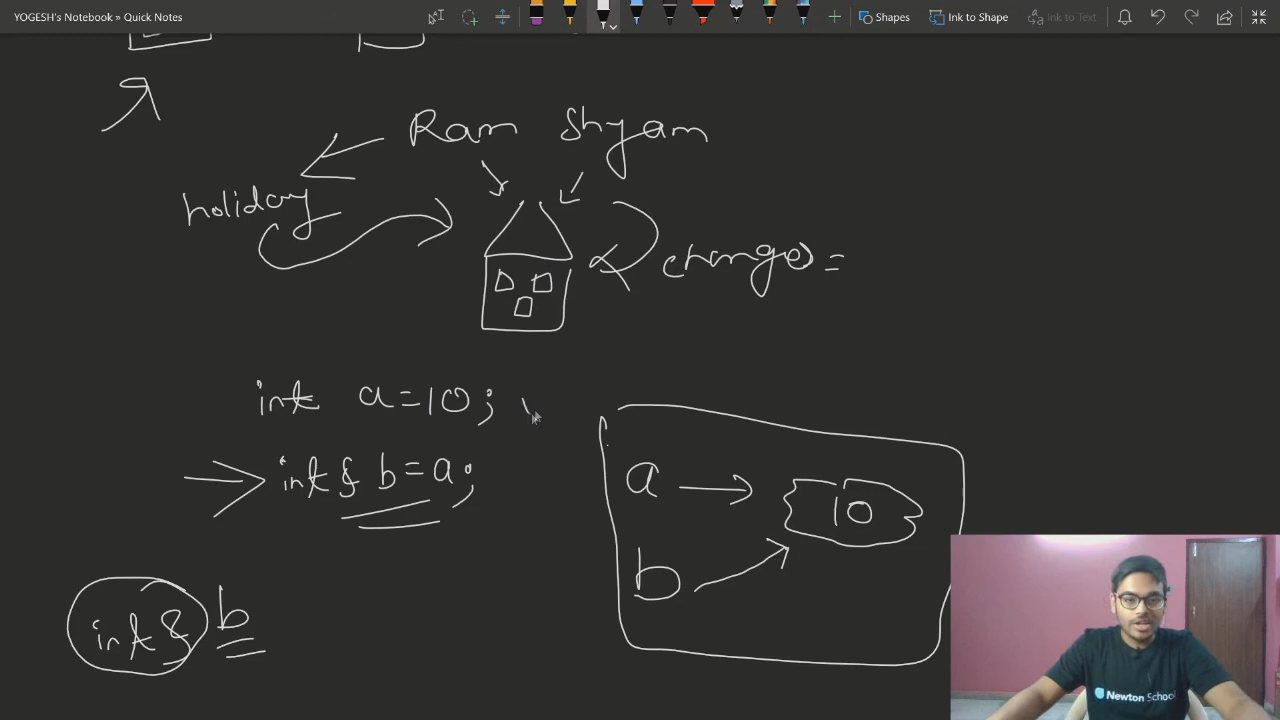 YOGESH's Notebook » Quick Notes
Shapes
Ink to Shape
Ink to Text
Ram Shyam
holiday
changes =
int a=10;
int& b=a;
a
10
b
int& b
Newton School